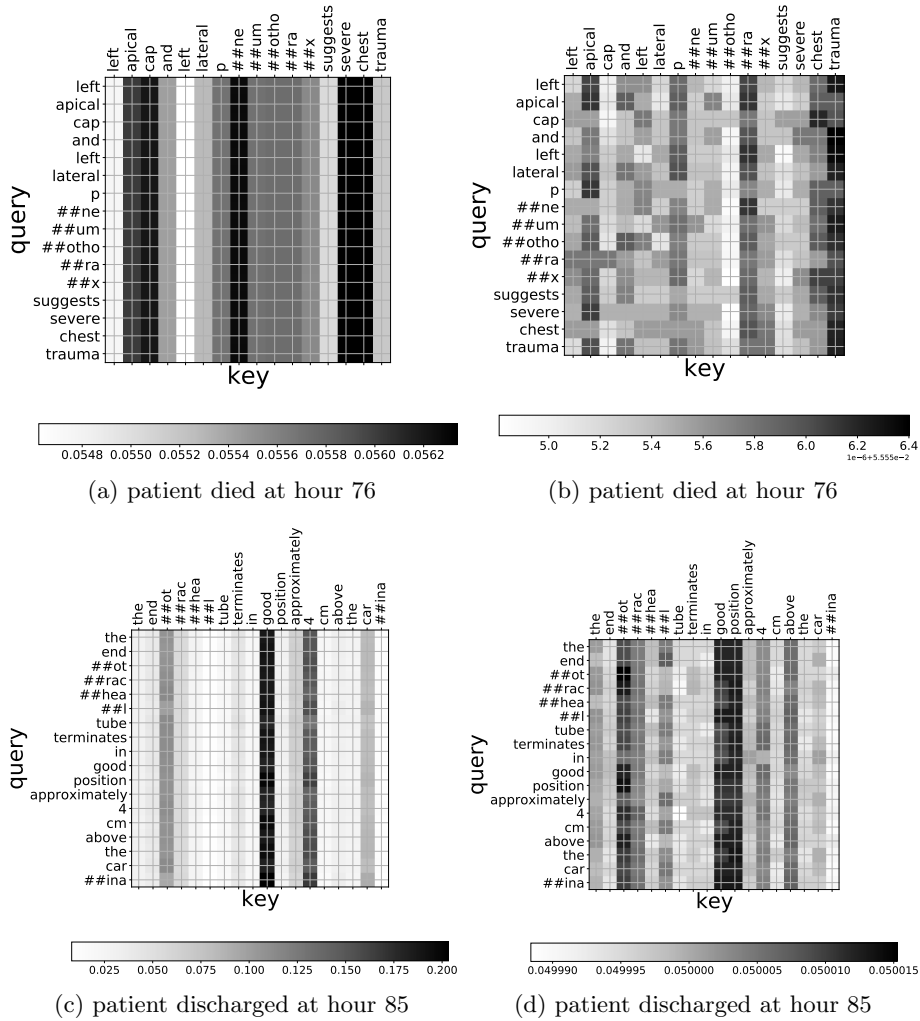 left
apical
cap
and
left
lateral
p
##ne
##um
##otho
##ra
##x
suggests
severe
chest
trauma
left
apical
cap
and
left
lateral
p
##ne
##um
##otho
##ra
##x
suggests
severe
chest
trauma
query
key
0.0548 0.0550 0.0552 0.0554 0.0556 0.0558 0.0560 0.0562
(a) patient died at hour 76
left
apical
cap
and
left
lateral
p
##ne
##um
##otho
##ra
##x
suggests
severe
chest
trauma
left
apical
cap
and
left
lateral
p
##ne
##um
##otho
##ra
##x
suggests
severe
chest
trauma
query
key
5.0 5.2 5.4 5.6 5.8 6.0 6.2 6.4
1e-6+5.555e-2
(b) patient died at hour 76
the
end
##ot
##rac
##hea
##l
tube
terminates
in
good
position
approximately
4
cm
above
the
car
##ina
the
end
##ot
##rac
##hea
##l
tube
terminates
in
good
position
approximately
4
cm
above
the
car
##ina
query
key
0.025 0.050 0.075 0.100 0.125 0.150 0.175 0.200
(c) patient discharged at hour 85
the
end
##ot
##rac
##hea
##l
tube
terminates
in
good
position
approximately
4
cm
above
the
car
##ina
the
end
##ot
##rac
##hea
##l
tube
terminates
in
good
position
approximately
4
cm
above
the
car
##ina
query
key
0.049990 0.049995 0.050000 0.050005 0.050010 0.050015
(d) patient discharged at hour 85